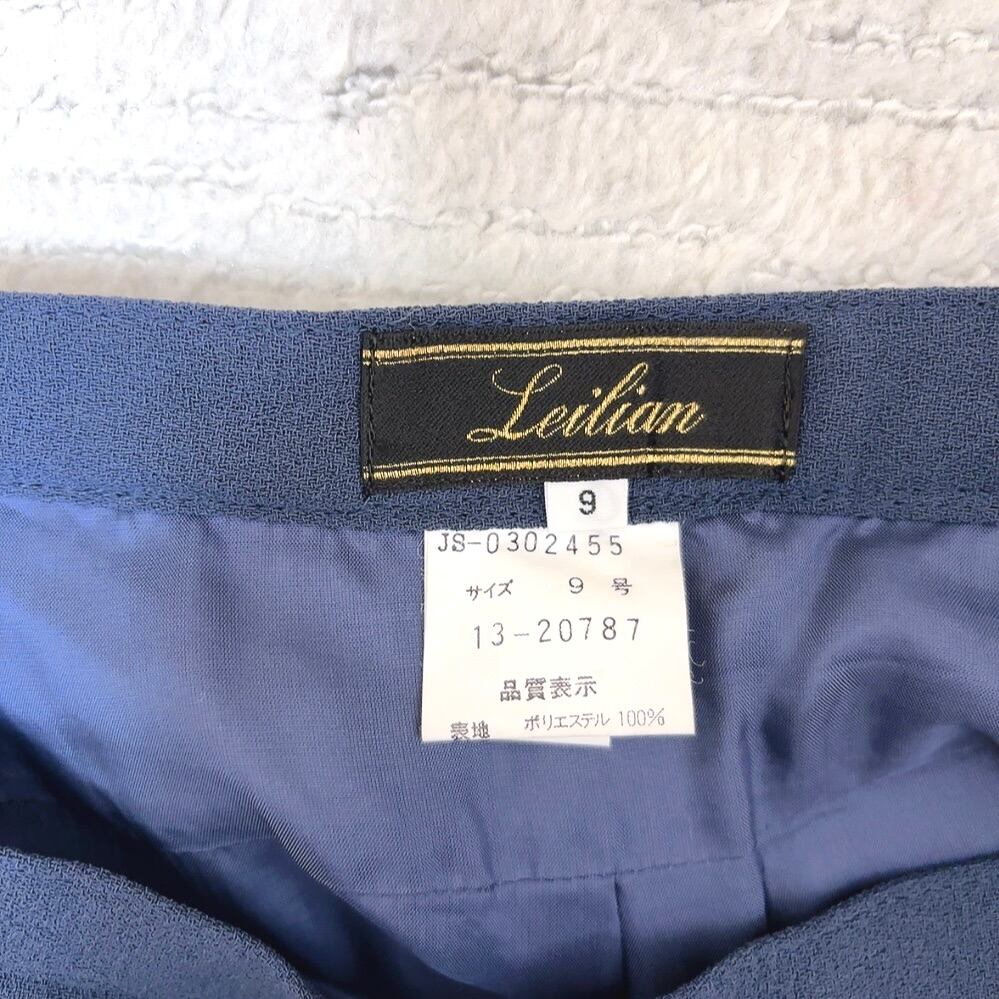 Leilian
9
JS-0302455
サイズ 9 号
13-20787
品質表示
表地 ポリエステル 100%